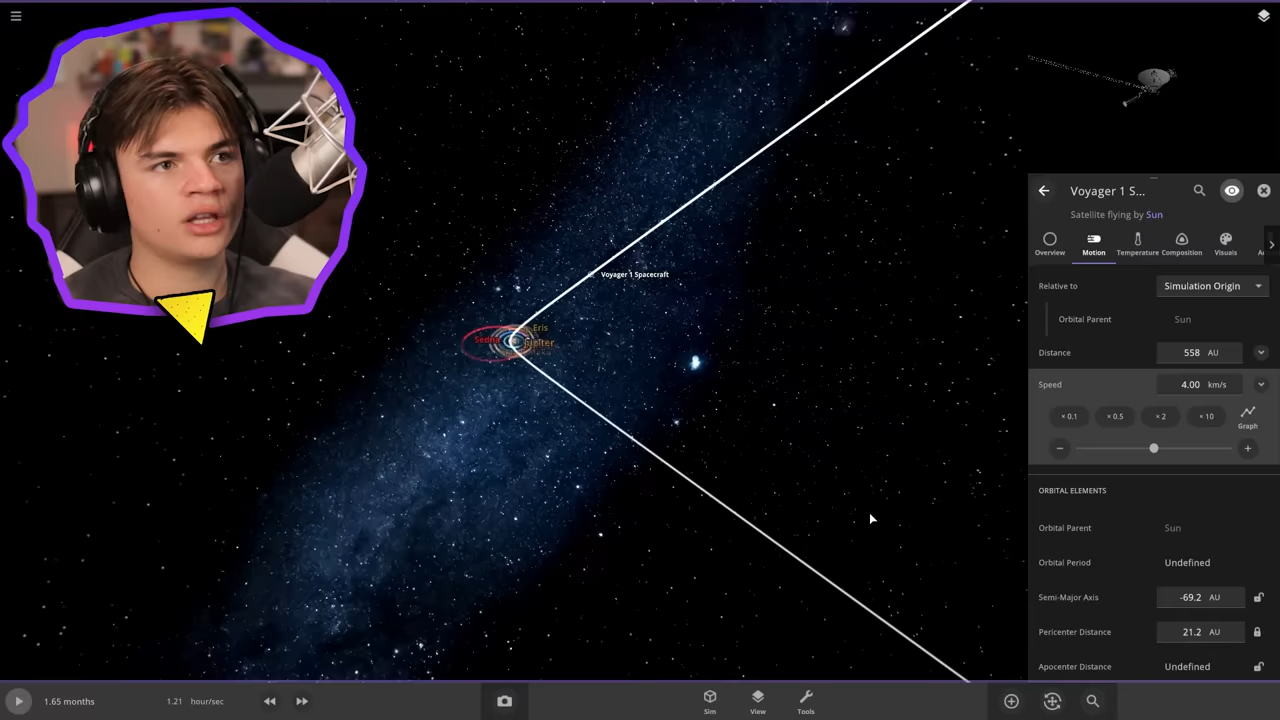 Voyager 1 S...
Satellite flying by Sun
Overview
Motion
Temperature
Composition
Visuals
Relative to
Simulation Origin
Orbital Parent
Sun
Distance
558 AU
Speed
4.00 km/s
× 0.1
× 0.5
× 2
× 10
Graph
ORBITAL ELEMENTS
Orbital Parent
Sun
Orbital Period
Undefined
Semi-Major Axis
-69.2 AU
Pericenter Distance
21.2 AU
Apocenter Distance
Undefined
Voyager 1 Spacecraft
Eris
Sedna
Jupiter
1.65 months
1.21 hour/sec
Sim
View
Tools